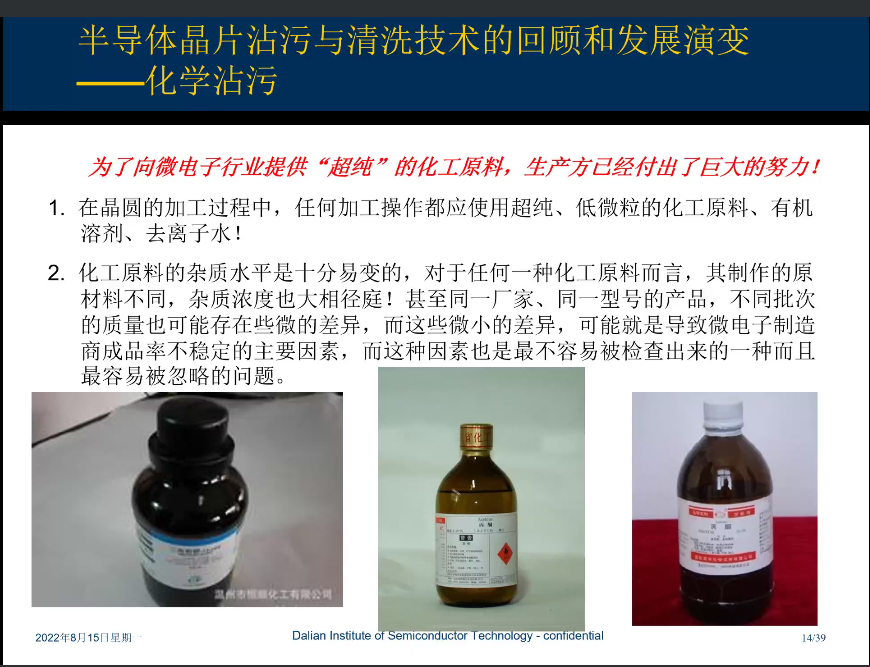 半导体晶片沾污与清洗技术的回顾和发展演变
——化学沾污
为了向微电子行业提供“超纯”的化工原料，生产方已经付出了巨大的努力！
1. 在晶圆的加工过程中，任何加工操作都应使用超纯、低微粒的化工原料、有机
溶剂、去离子水！
2. 化工原料的杂质水平是十分易变的，对于任何一种化工原料而言，其制作的原
材料不同，杂质浓度也大相径庭！甚至同一厂家、同一型号的产品，不同批次
的质量也可能存在些微的差异，而这些微小的差异，可能就是导致微电子制造
商成品率不稳定的主要因素，而这种因素也是最不容易被检查出来的一种而且
最容易被忽略的问题。
温州市恒顺化工有限公司
Acetone
丙 酮
2022年8月15日星期一
Dalian Institute of Semiconductor Technology - confidential
14/39